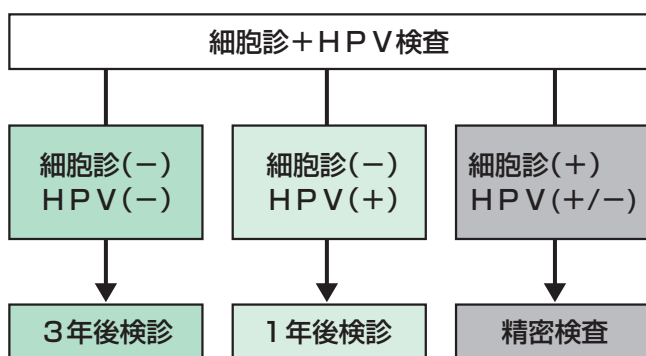 細胞診＋ＨＰＶ検査
細胞診(－)
ＨＰＶ(－)
細胞診(－)
ＨＰＶ(＋)
細胞診(＋)
ＨＰＶ(＋/－)
３年後検診
１年後検診
精密検査